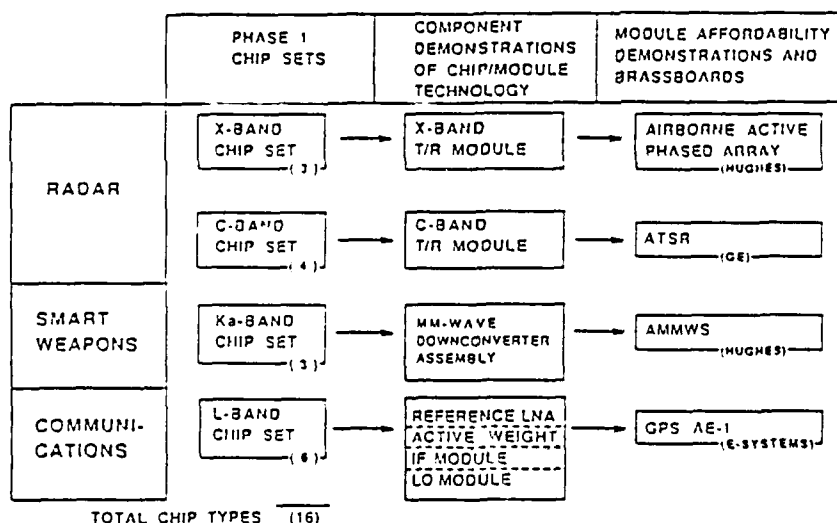 PHASE 1
CHIP SETS
COMPONENT
DEMONSTRATIONS
OF CHIP/MODULE
TECHNOLOGY
MODULE AFFORDABILITY
DEMONSTRATIONS AND
BRASSBOARDS
RADAR
X-BAND
CHIP SET
(3)
X-BAND
T/R MODULE
AIRBORNE ACTIVE
PHASED ARRAY
(HUGHES)
C-BAND
CHIP SET
(4)
C-BAND
T/R MODULE
ATSR
(GE)
SMART
WEAPONS
Ka-BAND
CHIP SET
(3)
MM-WAVE
DOWNCONVERTER
ASSEMBLY
AMMWS
(HUGHES)
COMMUNI-
CATIONS
L-BAND
CHIP SET
(6)
REFERENCE LNA
ACTIVE WEIGHT
IF MODULE
LO MODULE
GPS AE-1
(E-SYSTEMS)
TOTAL CHIP TYPES (16)